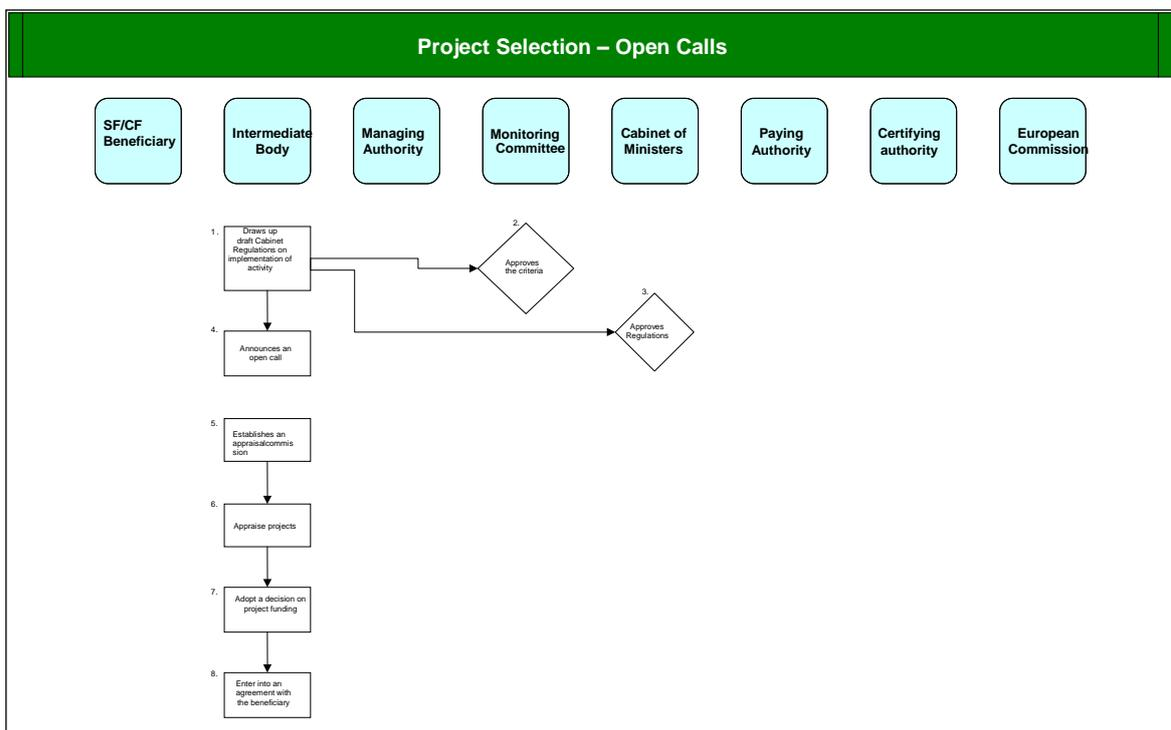 Project Selection – Open Calls
SF/CF
Beneficiary
Intermediate
Body
Managing
Authority
Monitoring
Committee
Cabinet of
Ministers
Paying
Authority
Certifying
authority
European
Commission
1.
Draws up
draft Cabinet
Regulations on
implementation of
activity
2.
Approves
the criteria
3.
Approves
Regulations
4.
Announces an
open call
5.
Establishes an
appraisalcommis
sion
6.
Appraise projects
7.
Adopt a decision on
project funding
8.
Enter into an
agreement with
the beneficiary